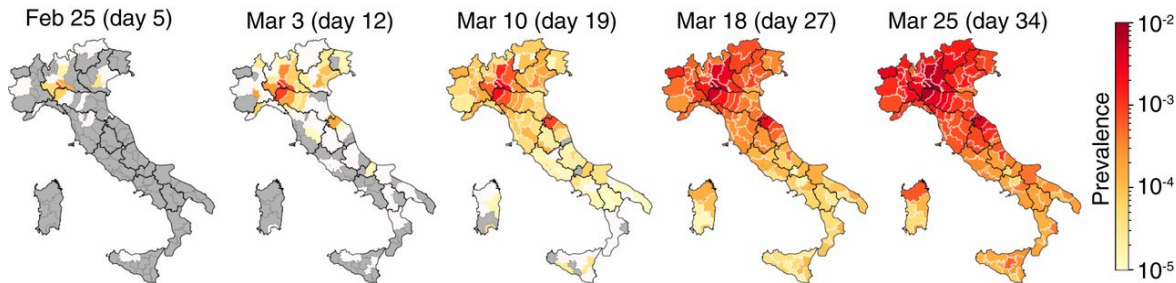 Feb 25 (day 5)
Mar 3 (day 12)
Mar 10 (day 19)
Mar 18 (day 27)
Mar 25 (day 34)
10-2
10-3
10-4
10-5
Prevalence